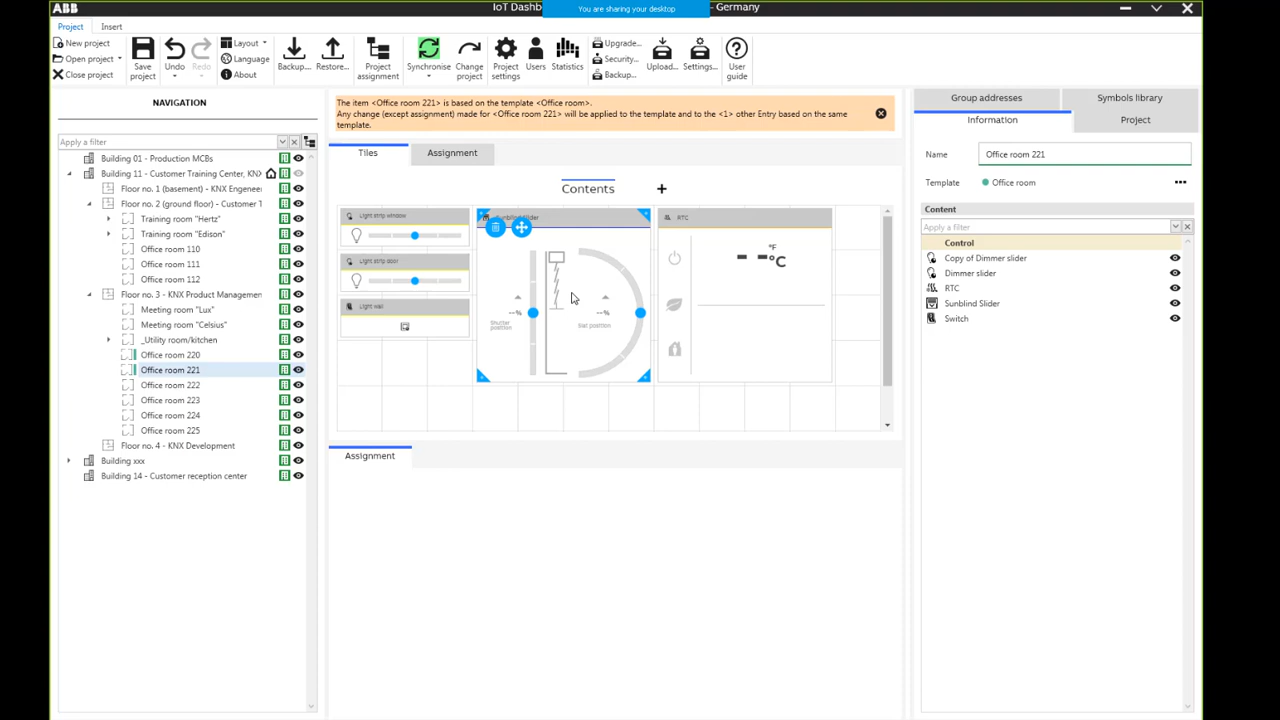 ABB
IoT Dashb
You are sharing your desktop
- Germany
Project
Insert
New project
Open project
Close project
Save project
Undo
Redo
Layout
Language
About
Backup...
Restore...
Project assignment
Synchronise
Change project
Project settings
Users
Statistics
Upgrade...
Security...
Backup...
Upload...
Settings...
User guide
NAVIGATION
Apply a filter
Building 01 - Production MCBs
Building 11 - Customer Training Center, KNX
Floor no. 1 (basement) - KNX Engeneer
Floor no. 2 (ground floor) - Customer T
Training room "Hertz"
Training room "Edison"
Office room 110
Office room 111
Office room 112
Floor no. 3 - KNX Product Managemen
Meeting room "Lux"
Meeting room "Celsius"
_Utility room/kitchen
Office room 220
Office room 221
Office room 222
Office room 223
Office room 224
Office room 225
Floor no. 4 - KNX Development
Building xxx
Building 14 - Customer reception center
The item <Office room 221> is based on the template <Office room>.
Any change (except assignment) made for <Office room 221> will be applied to the template and to the <1> other Entry based on the same
template.
Tiles
Assignment
Contents
+
Light strip window
Light strip door
Light wall
Sunblind Slider
--%
Shutter position
--%
Slat position
RTC
°F
-- °C
Assignment
Group addresses
Symbols library
Information
Project
Name
Office room 221
Template
Office room
Content
Apply a filter
Control
Copy of Dimmer slider
Dimmer slider
RTC
Sunblind Slider
Switch